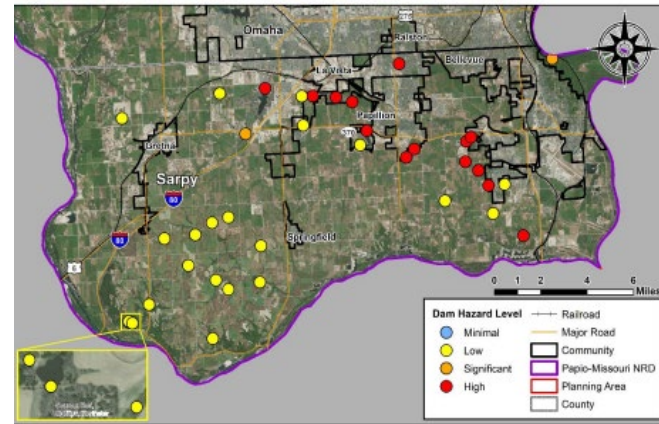 Omaha
Ralston
La Vista
Bellevue
Papillion
370
Gretna
Sarpy
80
Springfield
80
6
0 1 2 4 6
Miles
Dam Hazard Level
Minimal
Low
Significant
High
Railroad
Major Road
Community
Papio-Missouri NRD
Planning Area
County